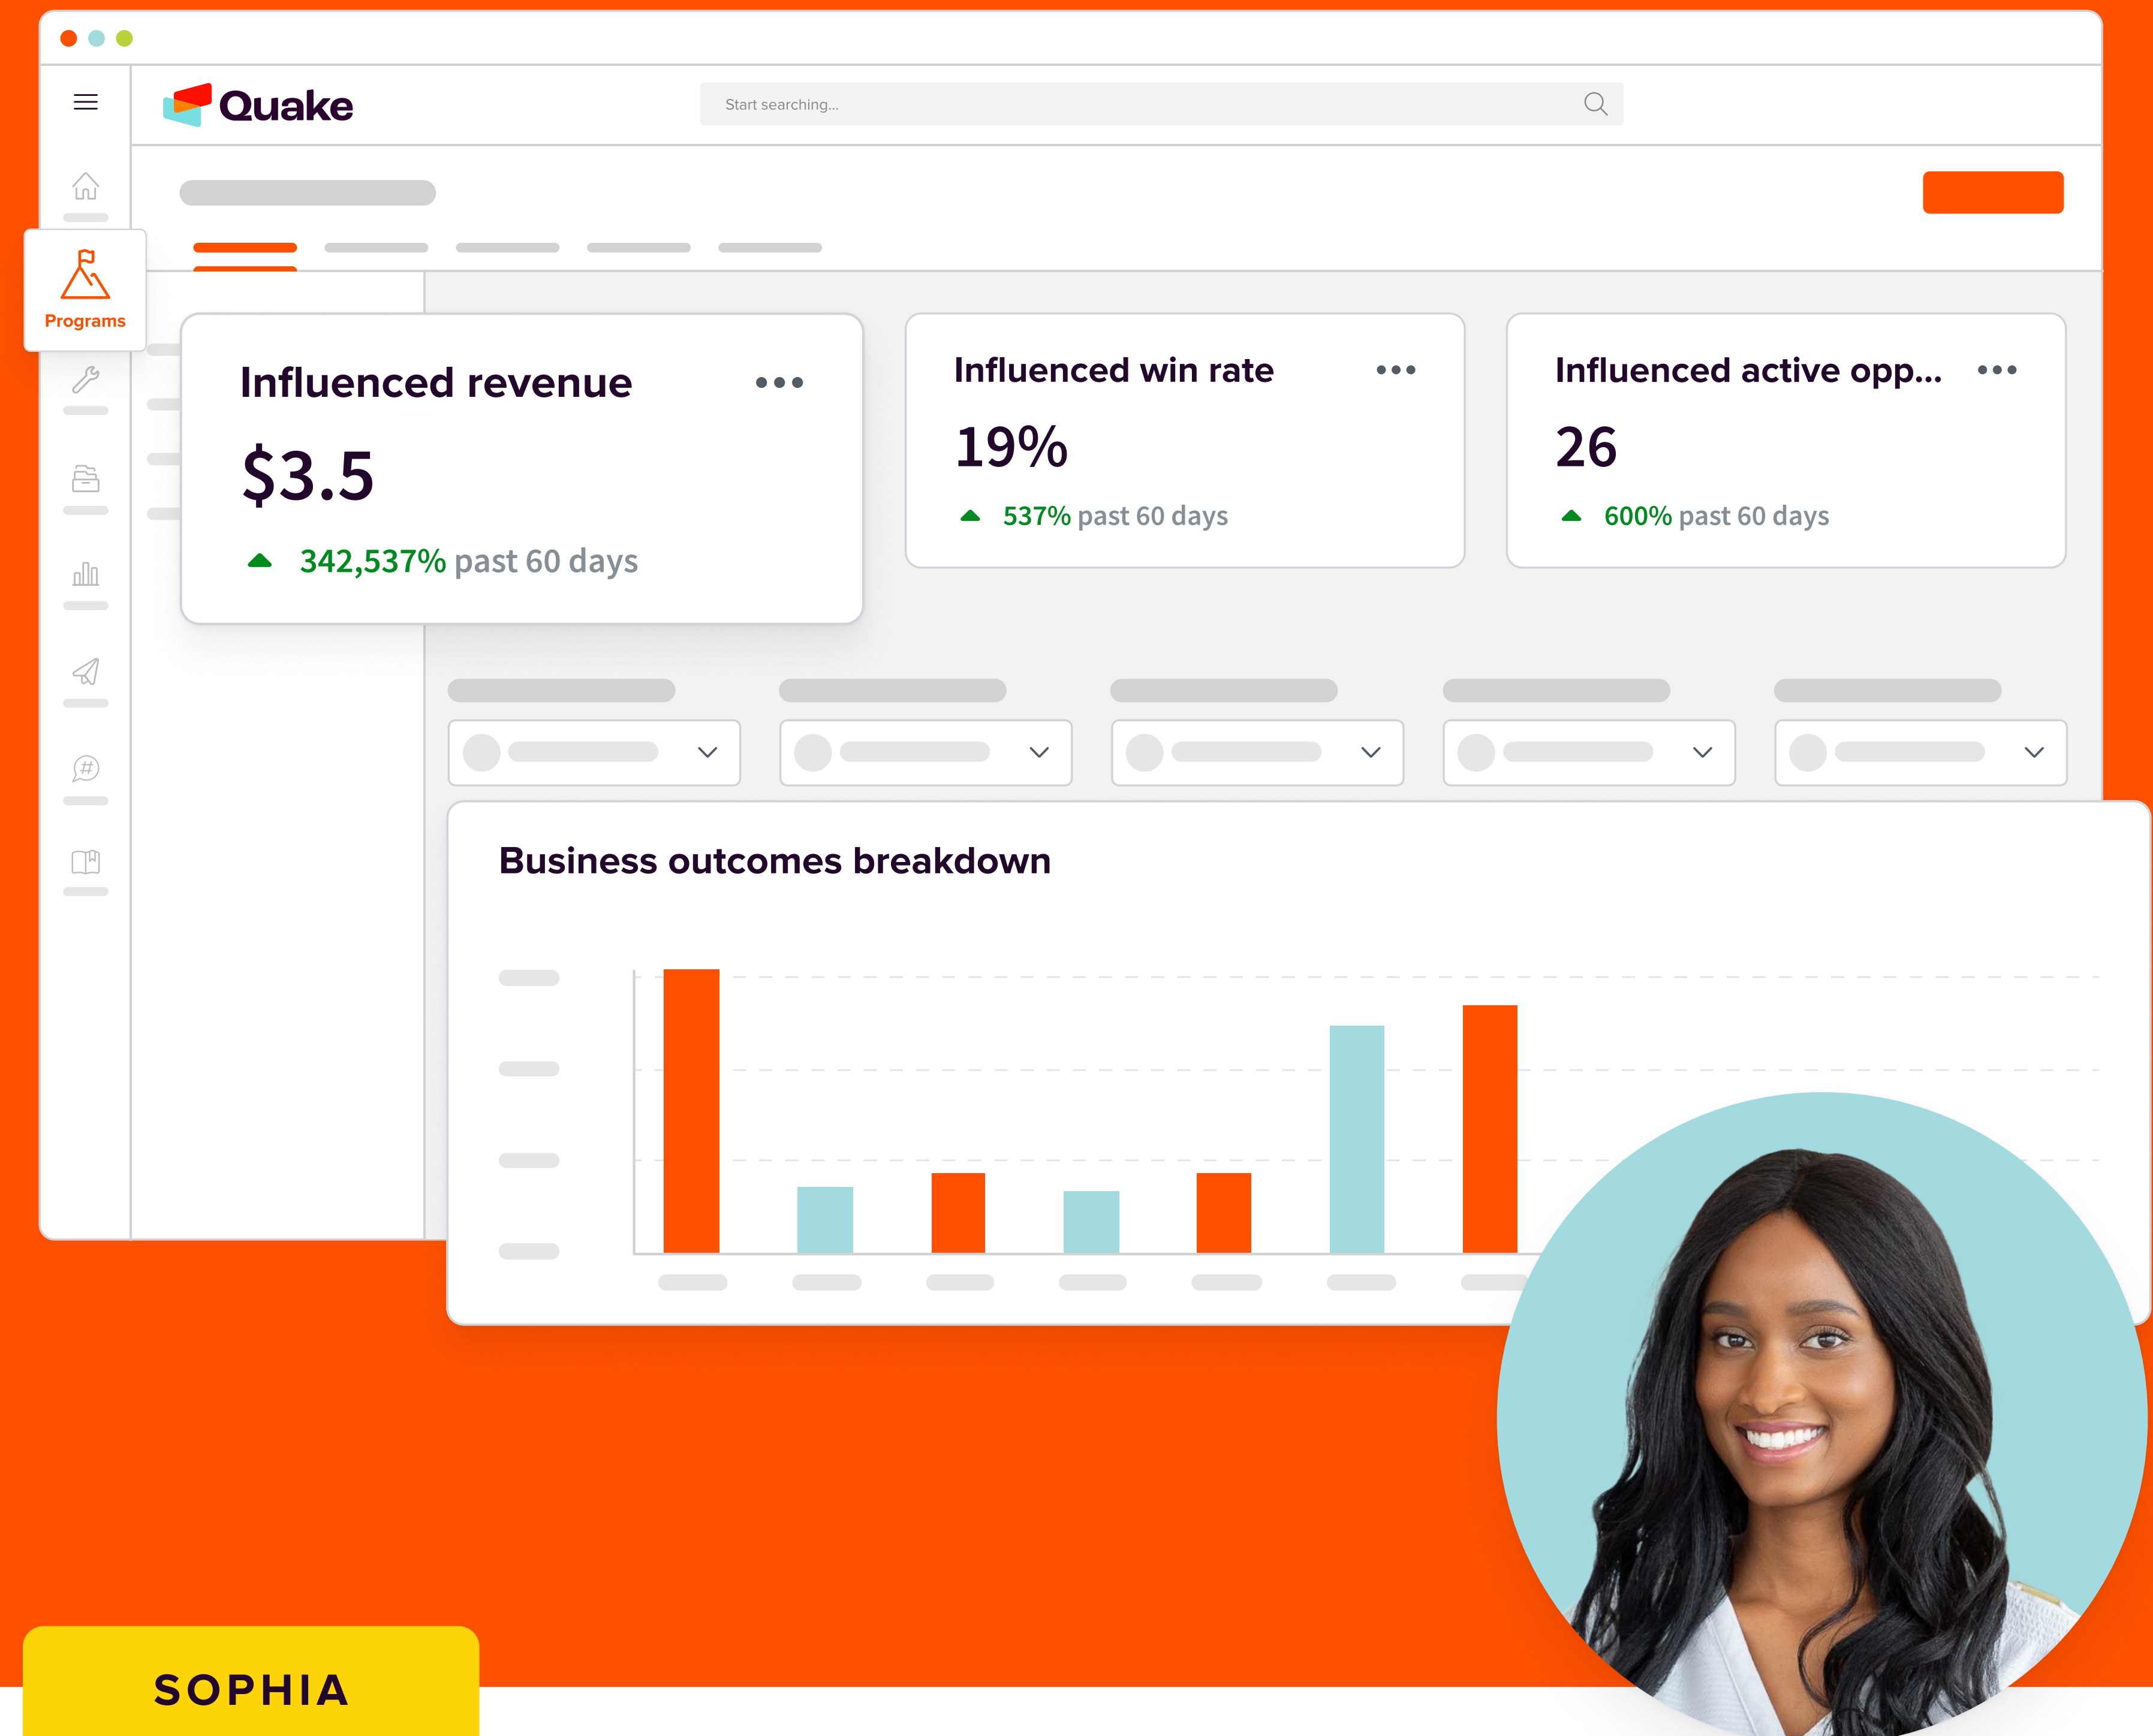 Quake
Start searching...
Programs
Influenced revenue
$3.5
342,537% past 60 days
Influenced win rate
19%
537% past 60 days
Influenced active opp...
26
600% past 60 days
Business outcomes breakdown
SOPHIA